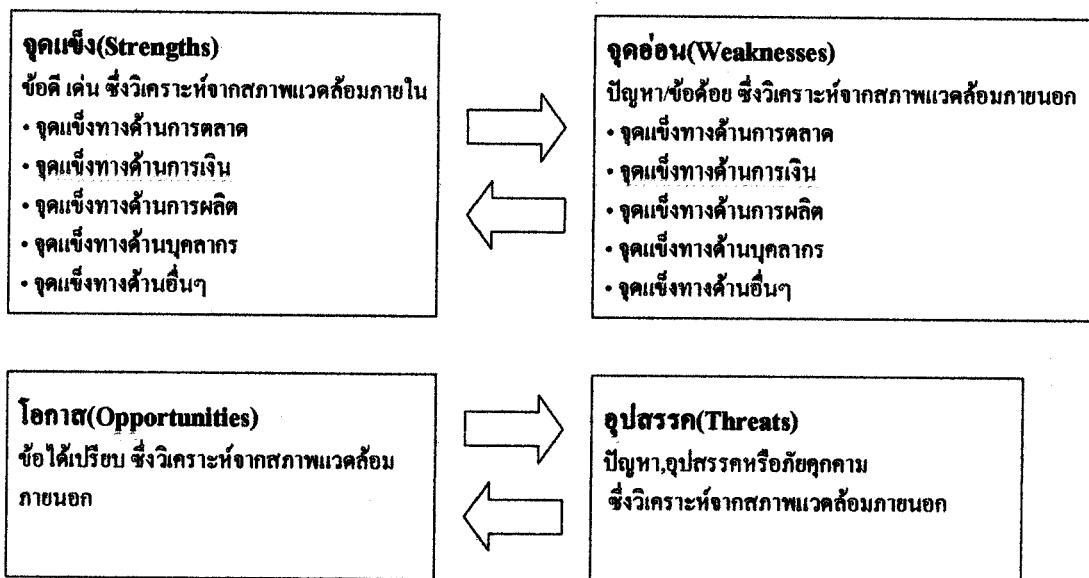 จุดแข็ง(Strengths)
ข้อดี เด่น ซึ่งวิเคราะห์จากสภาพแวดล้อมภายใน
• จุดแข็งทางด้านการตลาด
• จุดแข็งทางด้านการเงิน
• จุดแข็งทางด้านการผลิต
• จุดแข็งทางด้านบุคลากร
• จุดแข็งทางด้านอื่นๆ
จุดอ่อน(Weaknesses)
ปัญหา/ข้อด้อย ซึ่งวิเคราะห์จากสภาพแวดล้อมภายนอก
• จุดแข็งทางด้านการตลาด
• จุดแข็งทางด้านการเงิน
• จุดแข็งทางด้านการผลิต
• จุดแข็งทางด้านบุคลากร
• จุดแข็งทางด้านอื่นๆ
โอกาส(Opportunities)
ข้อได้เปรียบ ซึ่งวิเคราะห์จากสภาพแวดล้อม
ภายนอก
อุปสรรค(Threats)
ปัญหา,อุปสรรคหรือภัยคุกคาม
ซึ่งวิเคราะห์จากสภาพแวดล้อมภายนอก